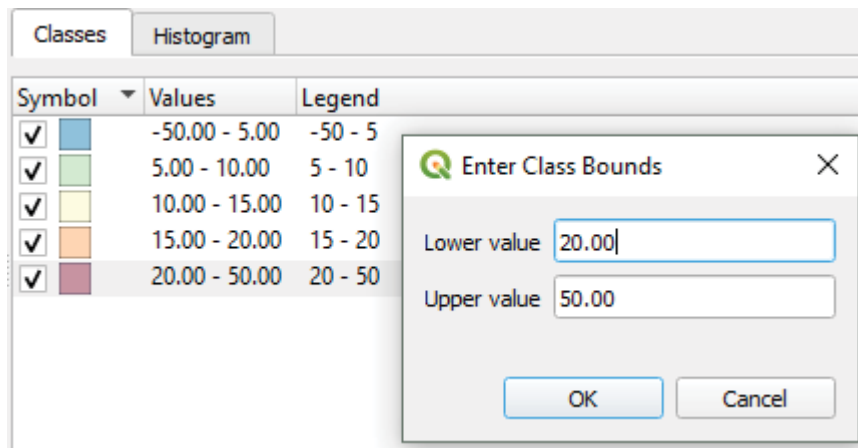 Classes Histogram
Symbol Values Legend
-50.00 - 5.00 -50 - 5
5.00 - 10.00 5 - 10
10.00 - 15.00 10 - 15
15.00 - 20.00 15 - 20
20.00 - 50.00 20 - 50
Enter Class Bounds
Lower value 20.00
Upper value 50.00
OK Cancel